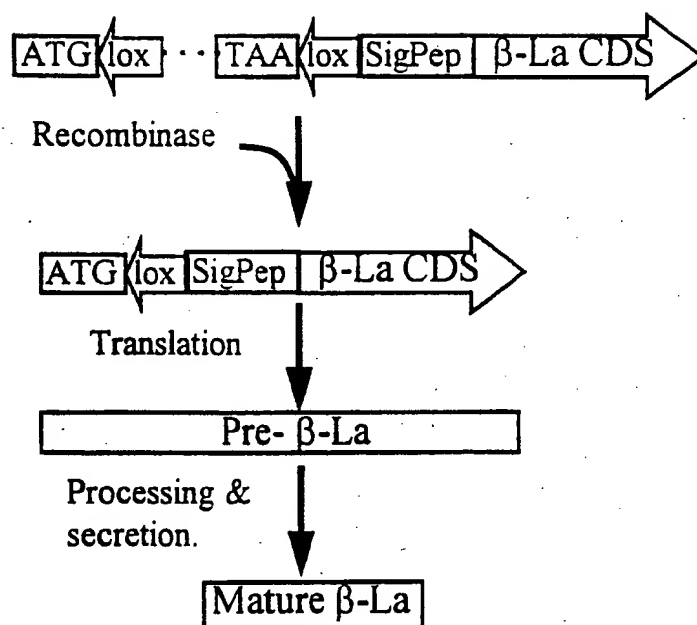 ATG lox · · · TAA lox SigPep β-La CDS
Recombinase
ATG lox SigPep β-La CDS
Translation
Pre- β-La
Processing &
secretion.
Mature β-La